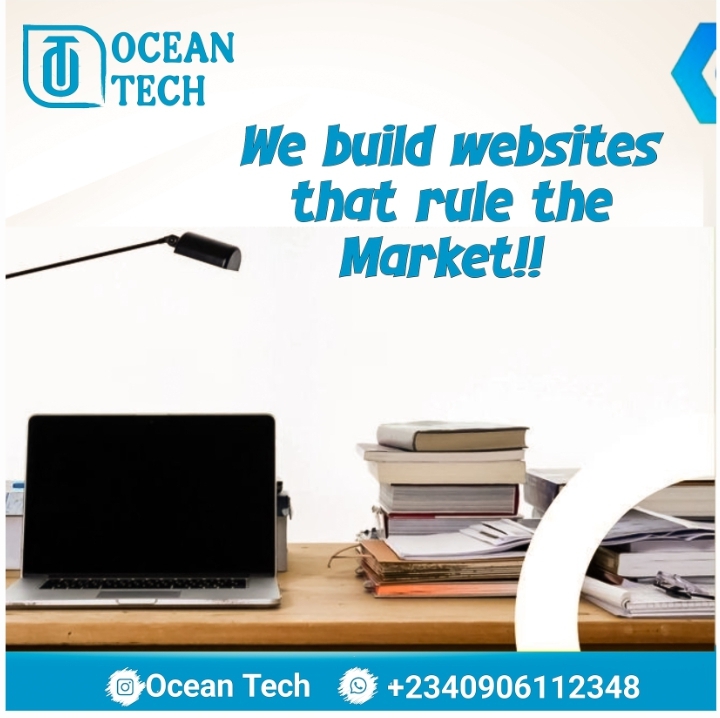 OCEAN
TECH
We build websites
that rule the
Market!!
Ocean Tech +2340906112348